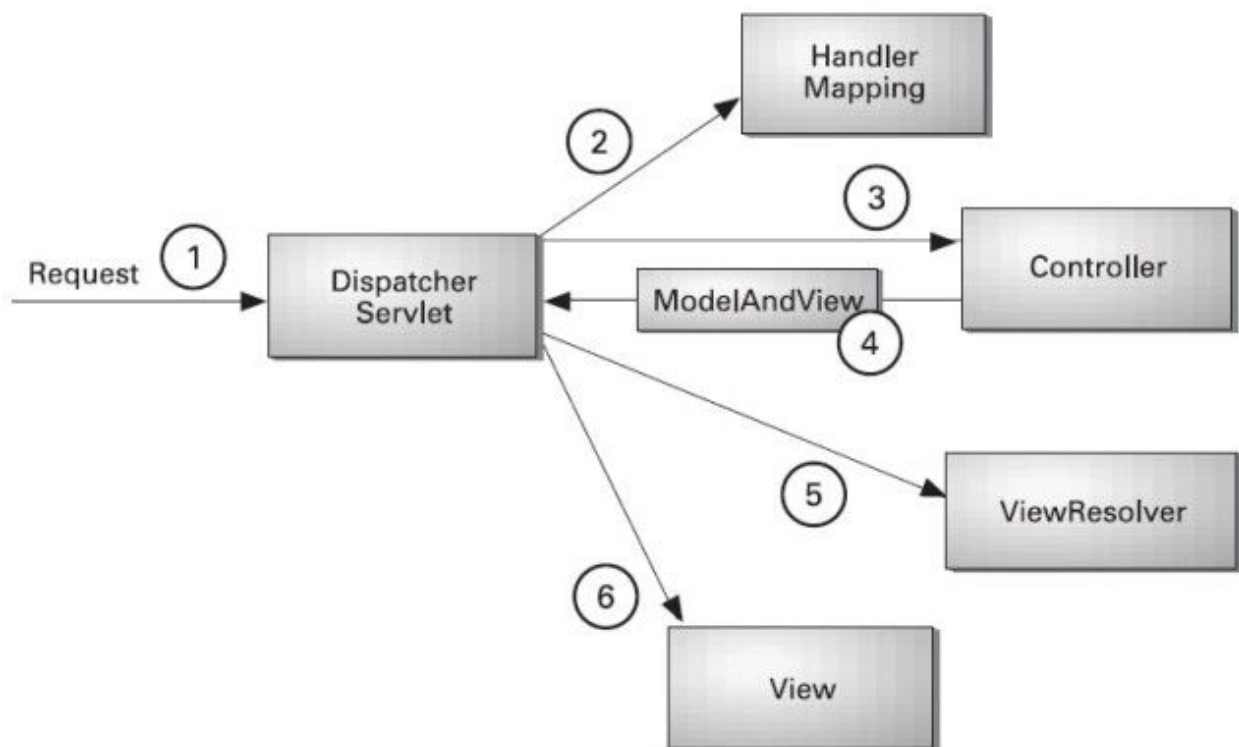 Handler
Mapping
2
3
1
Request
Dispatcher
Servlet
Controller
ModelAndView
4
5
ViewResolver
6
View